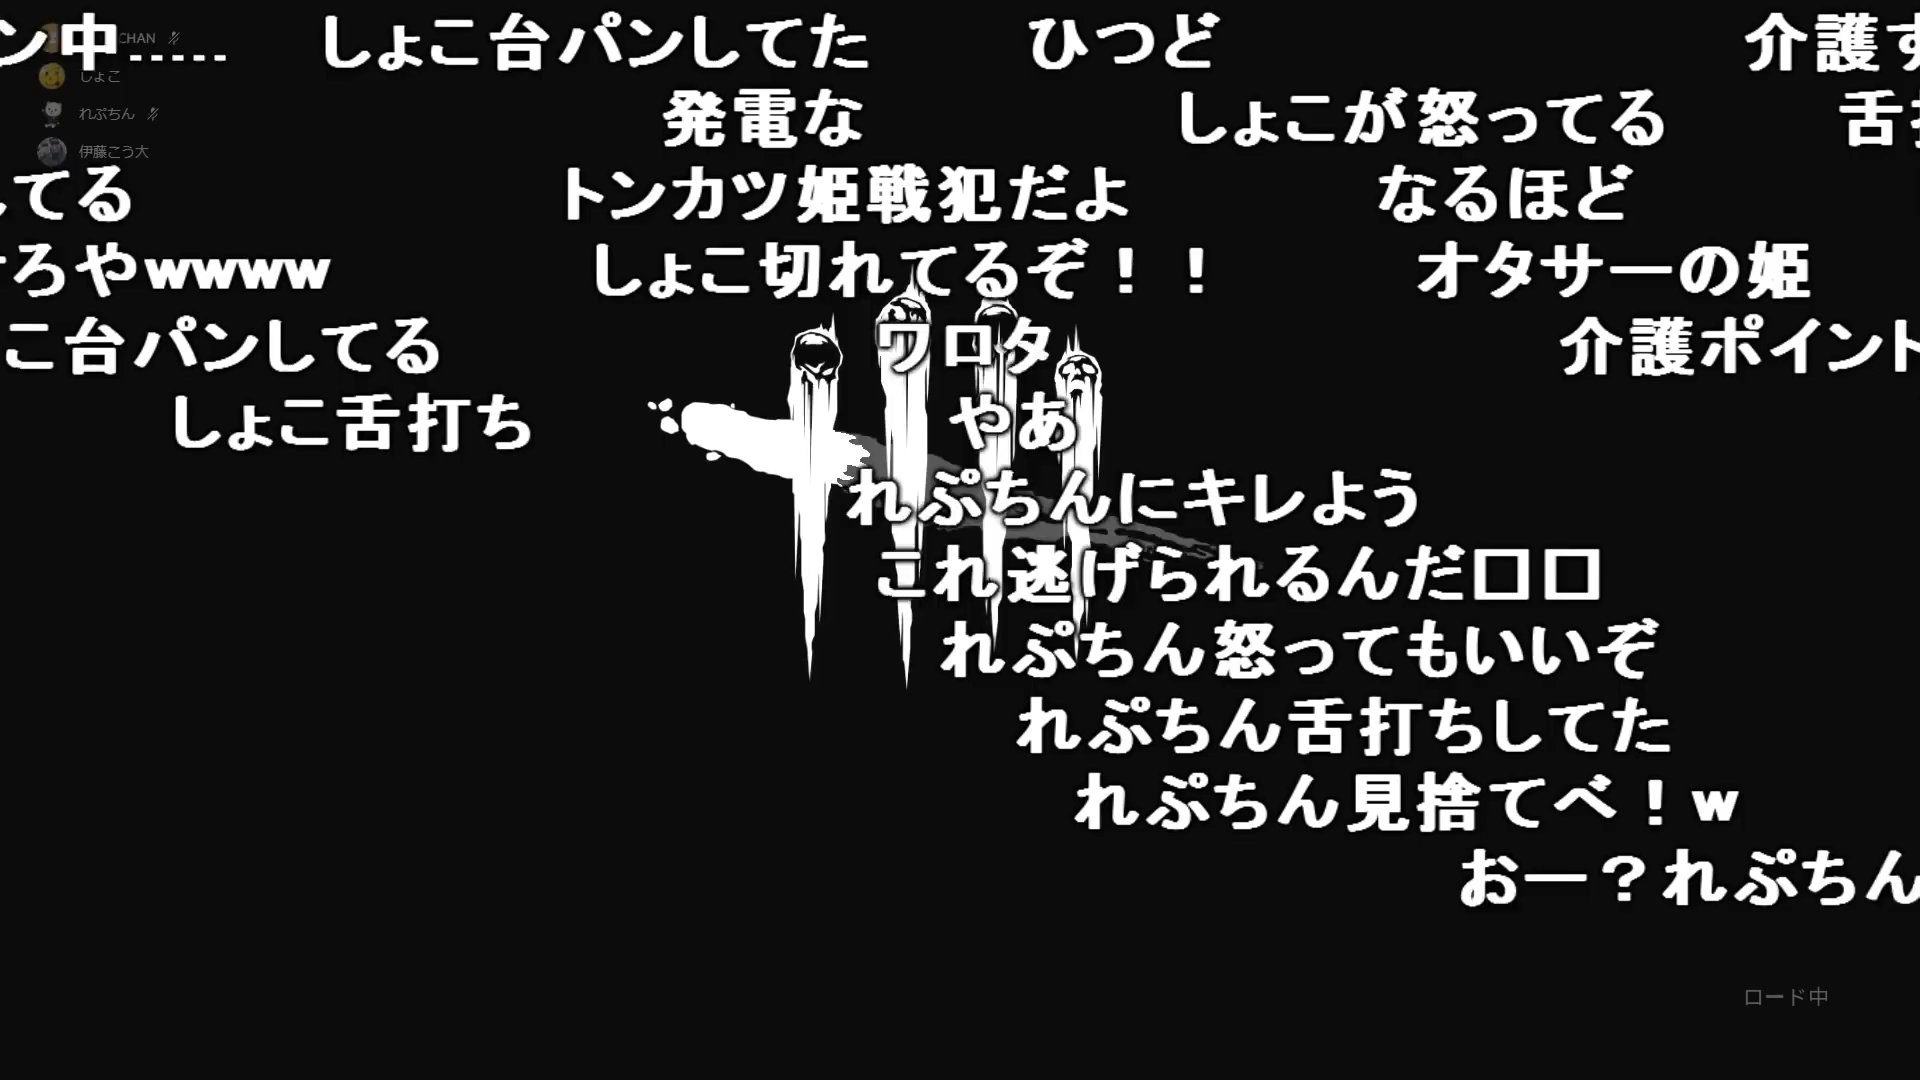 ン中‐‐‐‐‐ しょこ台パンしてた ひつど 介護す
CHAN
しょこ
発電な しょこが怒ってる 舌打
れぷちん
伊藤こう大
してる トンカツ姫戦犯だよ なるほど
ろやwwww しょこ切れてるぞ！！ オタサーの姫
こ台パンしてる ワロタ 介護ポイント
しょこ舌打ち やあ
れぷちんにキレよう
これ逃げられるんだ□□
れぷちん怒ってもいいぞ
れぷちん舌打ちしてた
れぷちん見捨てべ！w
おー？れぷちん
ロード中